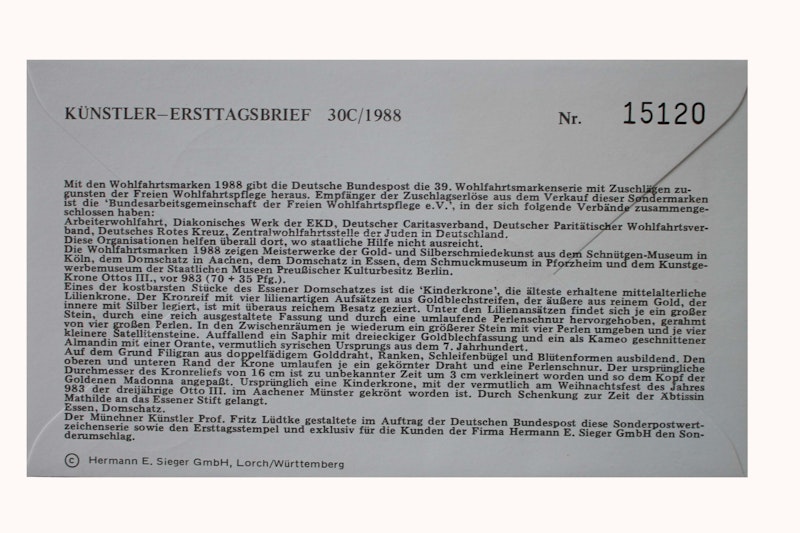 KÜNSTLER—ERSTTAGSBRIEF 30C/1988
Nr. 15120
Mit den Wohlfahrtsmarken 1988 gibt die Deutsche Bundespost die 39. Wohlfahrtsmarkenserie mit Zuschlägen zu-
gunsten der Freien Wohlfahrtspflege heraus. Empfänger der Zuschlagserlöse aus dem Verkauf dieser Sondermarken
ist die 'Bundesarbeitsgemeinschaft der Freien Wohlfahrtspflege e.V.', in der sich folgende Verbände zusammenge-
schlossen haben:
Arbeiterwohlfahrt, Diakonisches Werk der EKD, Deutscher Caritasverband, Deutscher Paritätischer Wohlfahrtsver-
band, Deutsches Rotes Kreuz, Zentralwohlfahrtsstelle der Juden in Deutschland.
Diese Organisationen helfen überall dort, wo staatliche Hilfe nicht ausreicht.
Die Wohlfahrtsmarken 1988 zeigen Meisterwerke der Gold- und Silberschmiedekunst aus dem Schnütgen-Museum in
Köln, dem Domschatz in Aachen, dem Domschatz in Essen, dem Schmuckmuseum in Pforzheim und dem Kunstge-
werbemuseum der Staatlichen Museen Preußischer Kulturbesitz Berlin.
Krone Ottos III., vor 983 (70 + 35 Pfg.).
Eines der kostbarsten Stücke des Essener Domschatzes ist die 'Kinderkrone', die älteste erhaltene mittelalterliche
Lilienkrone. Der Kronreif mit vier lilienartigen Aufsätzen aus Goldblechstreifen, der äußere aus reinem Gold, der
innere mit Silber legiert, ist mit überaus reichem Besatz geziert. Unter den Lilienansätzen findet sich je ein großer
Stein, durch eine reich ausgestaltete Fassung und durch eine umlaufende Perlenschnur hervorgehoben, gerahmt
von vier großen Perlen. In den Zwischenräumen je wiederum ein größerer Stein mit vier Perlen umgeben und je vier
kleinere Satellitensteine. Auffallend ein Saphir mit dreieckiger Goldblechfassung und ein als Kameo geschnittener
Almandin mit einer Orante, vermutlich syrischen Ursprungs aus dem 7. Jahrhundert.
Auf dem Grund Filigran aus doppelfädigem Golddraht, Ranken, Schleifenbügel und Blütenformen ausbildend. Den
oberen und unteren Rand der Krone umlaufen je ein gekörnter Draht und eine Perlenschnur. Der ursprüngliche
Durchmesser des Kronreliefs von 16 cm ist zu unbekannter Zeit um 3 cm verkleinert worden und so dem Kopf der
Goldenen Madonna angepaßt. Ursprünglich eine Kinderkrone, mit der vermutlich am Weihnachtsfest des Jahres
983 der dreijährige Otto III. im Aachener Münster gekrönt worden ist. Durch Schenkung zur Zeit der Äbtissin
Mathilde an das Essener Stift gelangt.
Essen, Domschatz.
Der Münchner Künstler Prof. Fritz Lüdtke gestaltete im Auftrag der Deutschen Bundespost diese Sonderpostwert-
zeichenserie sowie den Ersttagsstempel und exklusiv für die Kunden der Firma Hermann E. Sieger GmbH den Son-
derumschlag.
© Hermann E. Sieger GmbH, Lorch/Württemberg